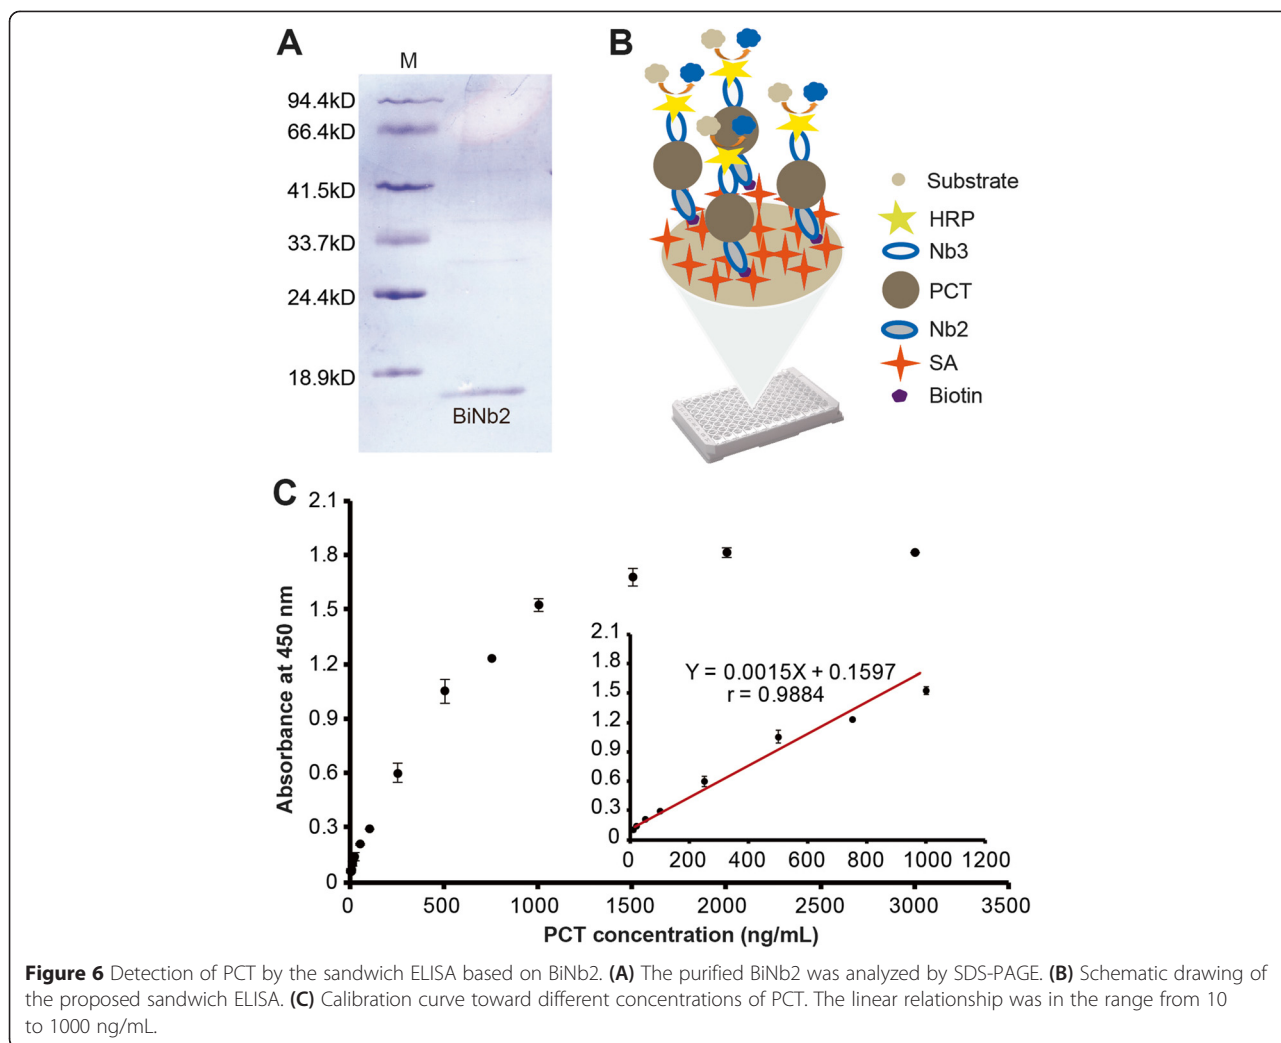 A
M
94.4kD
66.4kD
41.5kD
33.7kD
24.4kD
18.9kD
BiNb2
B
Substrate
HRP
Nb3
PCT
Nb2
SA
Biotin
C
2.1
1.8
1.5
1.2
0.9
0.6
0.3
0
Absorbance at 450 nm
0 500 1000 1500 2000 2500 3000 3500
PCT concentration (ng/mL)
2.1
1.8
1.5
1.2
0.9
0.6
0.3
0
Y = 0.0015X + 0.1597
r = 0.9884
0 200 400 600 800 1000 1200
Figure 6 Detection of PCT by the sandwich ELISA based on BiNb2. (A) The purified BiNb2 was analyzed by SDS-PAGE. (B) Schematic drawing of
the proposed sandwich ELISA. (C) Calibration curve toward different concentrations of PCT. The linear relationship was in the range from 10
to 1000 ng/mL.